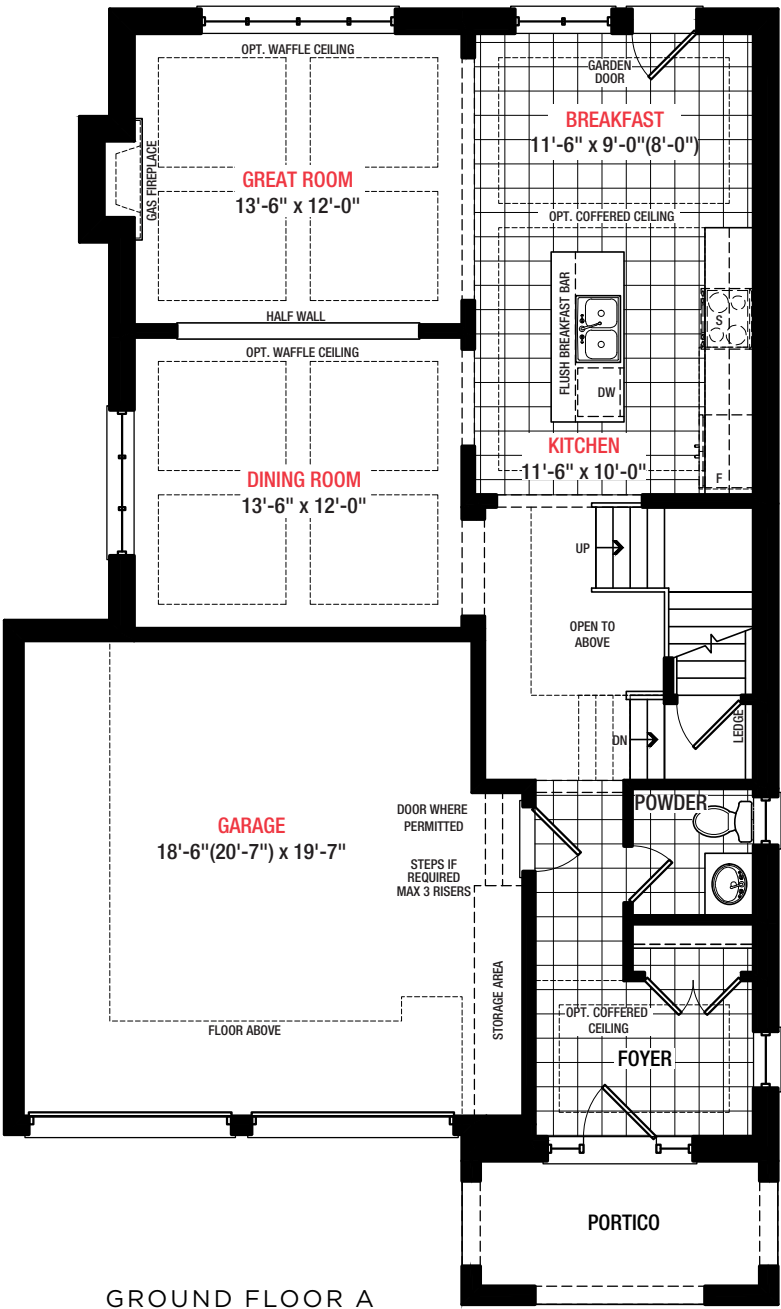 OPT. WAFFLE CEILING
GARDEN
DOOR
BREAKFAST
11'-6" x 9'-0"(8'-0")
GAS FIREPLACE
GREAT ROOM
13'-6" x 12'-0"
OPT. COFFERED CEILING
HALF WALL
FLUSH BREAKFAST BAR
S
OPT. WAFFLE CEILING
DW
KITCHEN
11'-6" x 10'-0"
F
DINING ROOM
13'-6" x 12'-0"
UP
OPEN TO
ABOVE
DN
LEDGE
POWDER
DOOR WHERE
PERMITTED
GARAGE
18'-6"(20'-7") x 19'-7"
STEPS IF
REQUIRED
MAX 3 RISERS
STORAGE AREA
OPT. COFFERED
CEILING
FLOOR ABOVE
FOYER
PORTICO
GROUND FLOOR A